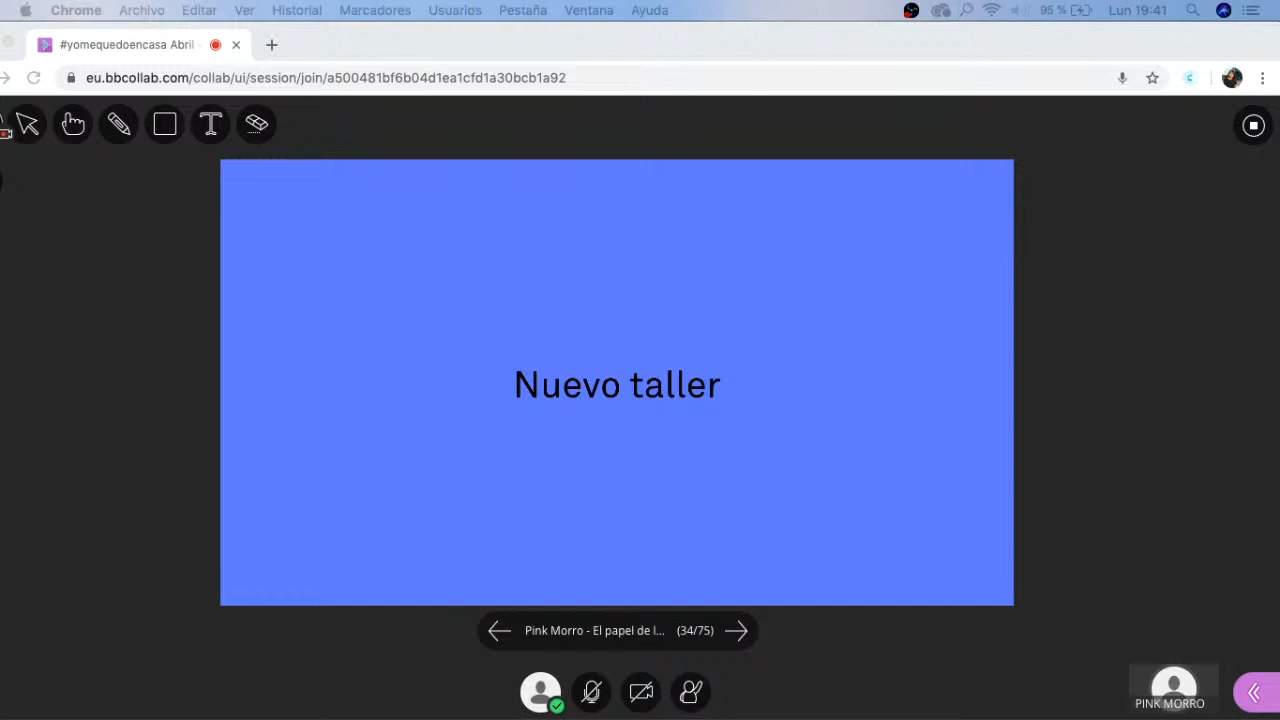 Chrome Archivo Editar Ver Historial Marcadores Usuarios Pestaña Ventana Ayuda 95 % Lun 19:41
#yomequedoencasa Abril -
eu.bbcollab.com/collab/ui/session/join/a500481bf6b04d1ea1cfd1a30bcb1a92
Nuevo taller
Pink Morro - El papel de l... (34/75)
PINK MORRO